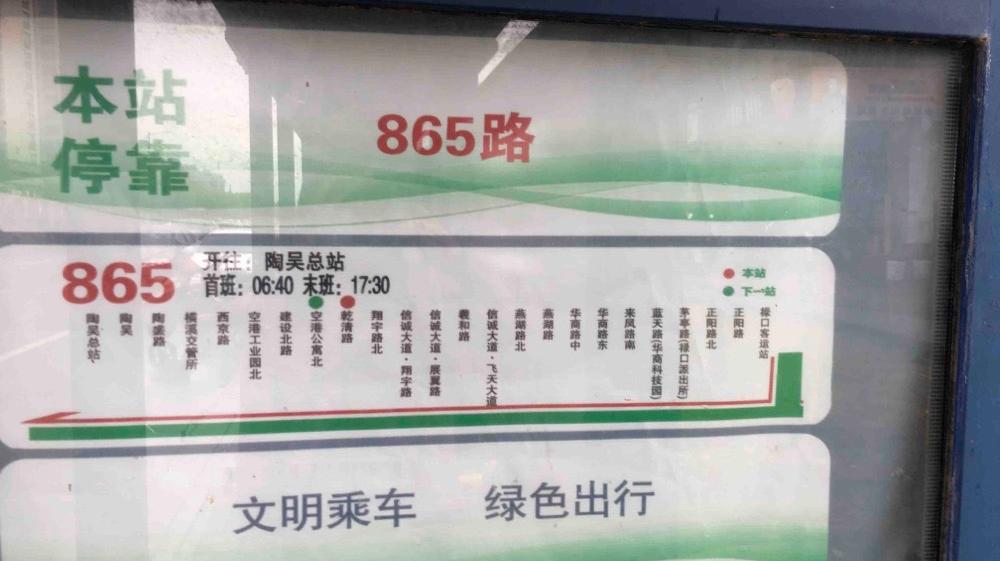 本站
停靠
865路
865
开往：陶吴总站
首班：06:40 末班：17:30
本站
下一站
陶吴总站
陶吴
陶盛路
横溪交管所
西京路
空港工业园北
建设北路
空港公寓北
乾清路
翔宇路北
信诚大道·翔宇路
信诚大道·展翼路
羲和路
信诚大道·飞天大道
燕湖路北
燕湖路
华商路中
华商路东
来凤路南
蓝天路(华商科技园)
茅亭路(禄口派出所)
正阳路北
正阳路
禄口客运站
文明乘车 绿色出行